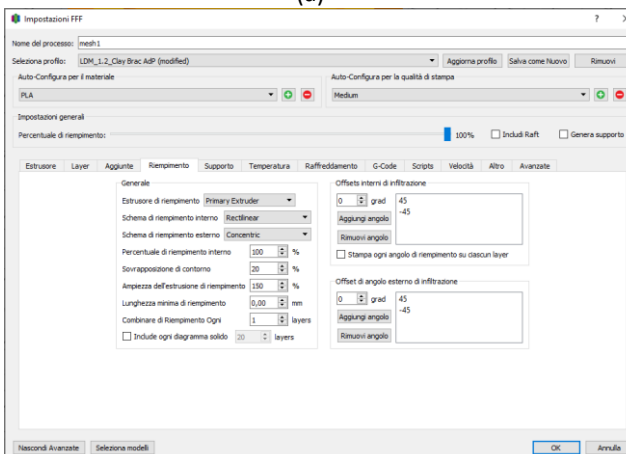 (a)
Impostazioni FFF ? X
Nome del processo: mesh1
Seleziona profilo: LDM_1.2_Clay Brac AdP (modified) Aggiorna profilo Salva come Nuovo Rimuovi
Auto-Configura per il materiale
PLA
Auto-Configura per la qualità di stampa
Medium
Impostazioni generali
Percentuale di riempimento: 100% Includi Raft Genera supporto
Estrusore Layer Aggiunte Riempimento Supporto Temperatura Raffreddamento G-Code Scripts Velocità Altro Avanzate
Generale
Estrusore di riempimento Primary Extruder
Schema di riempimento interno Rectilinear
Schema di riempimento esterno Concentric
Percentuale di riempimento interno 100 %
Sovrapposizione di contorno 20 %
Ampiezza dell'estrusione di riempimento 150 %
Lunghezza minima di riempimento 0,00 mm
Combinare di Riempimento Ogni 1 layers
Include ogni diagramma solido 20 layers
Offsets interni di infiltrazione
0 grad 45
-45
Aggiungi angolo
Rimuovi angolo
Stampa ogni angolo di riempimento su ciascun layer
Offset di angolo esterno di infiltrazione
0 grad 45
-45
Aggiungi angolo
Rimuovi angolo
Nascondi Avanzate Seleziona modelli OK Annulla